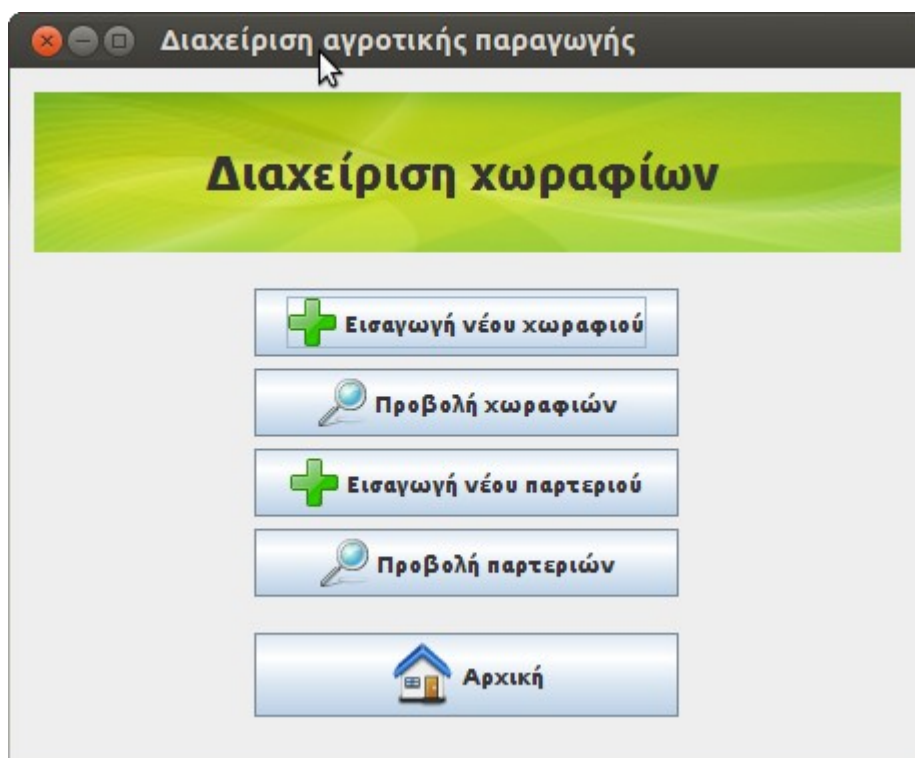 Διαχείριση αγροτικής παραγωγής
Διαχείριση χωραφίων
Εισαγωγή νέου χωραφιού
Προβολή χωραφιών
Εισαγωγή νέου παρτεριού
Προβολή παρτεριών
Αρχική